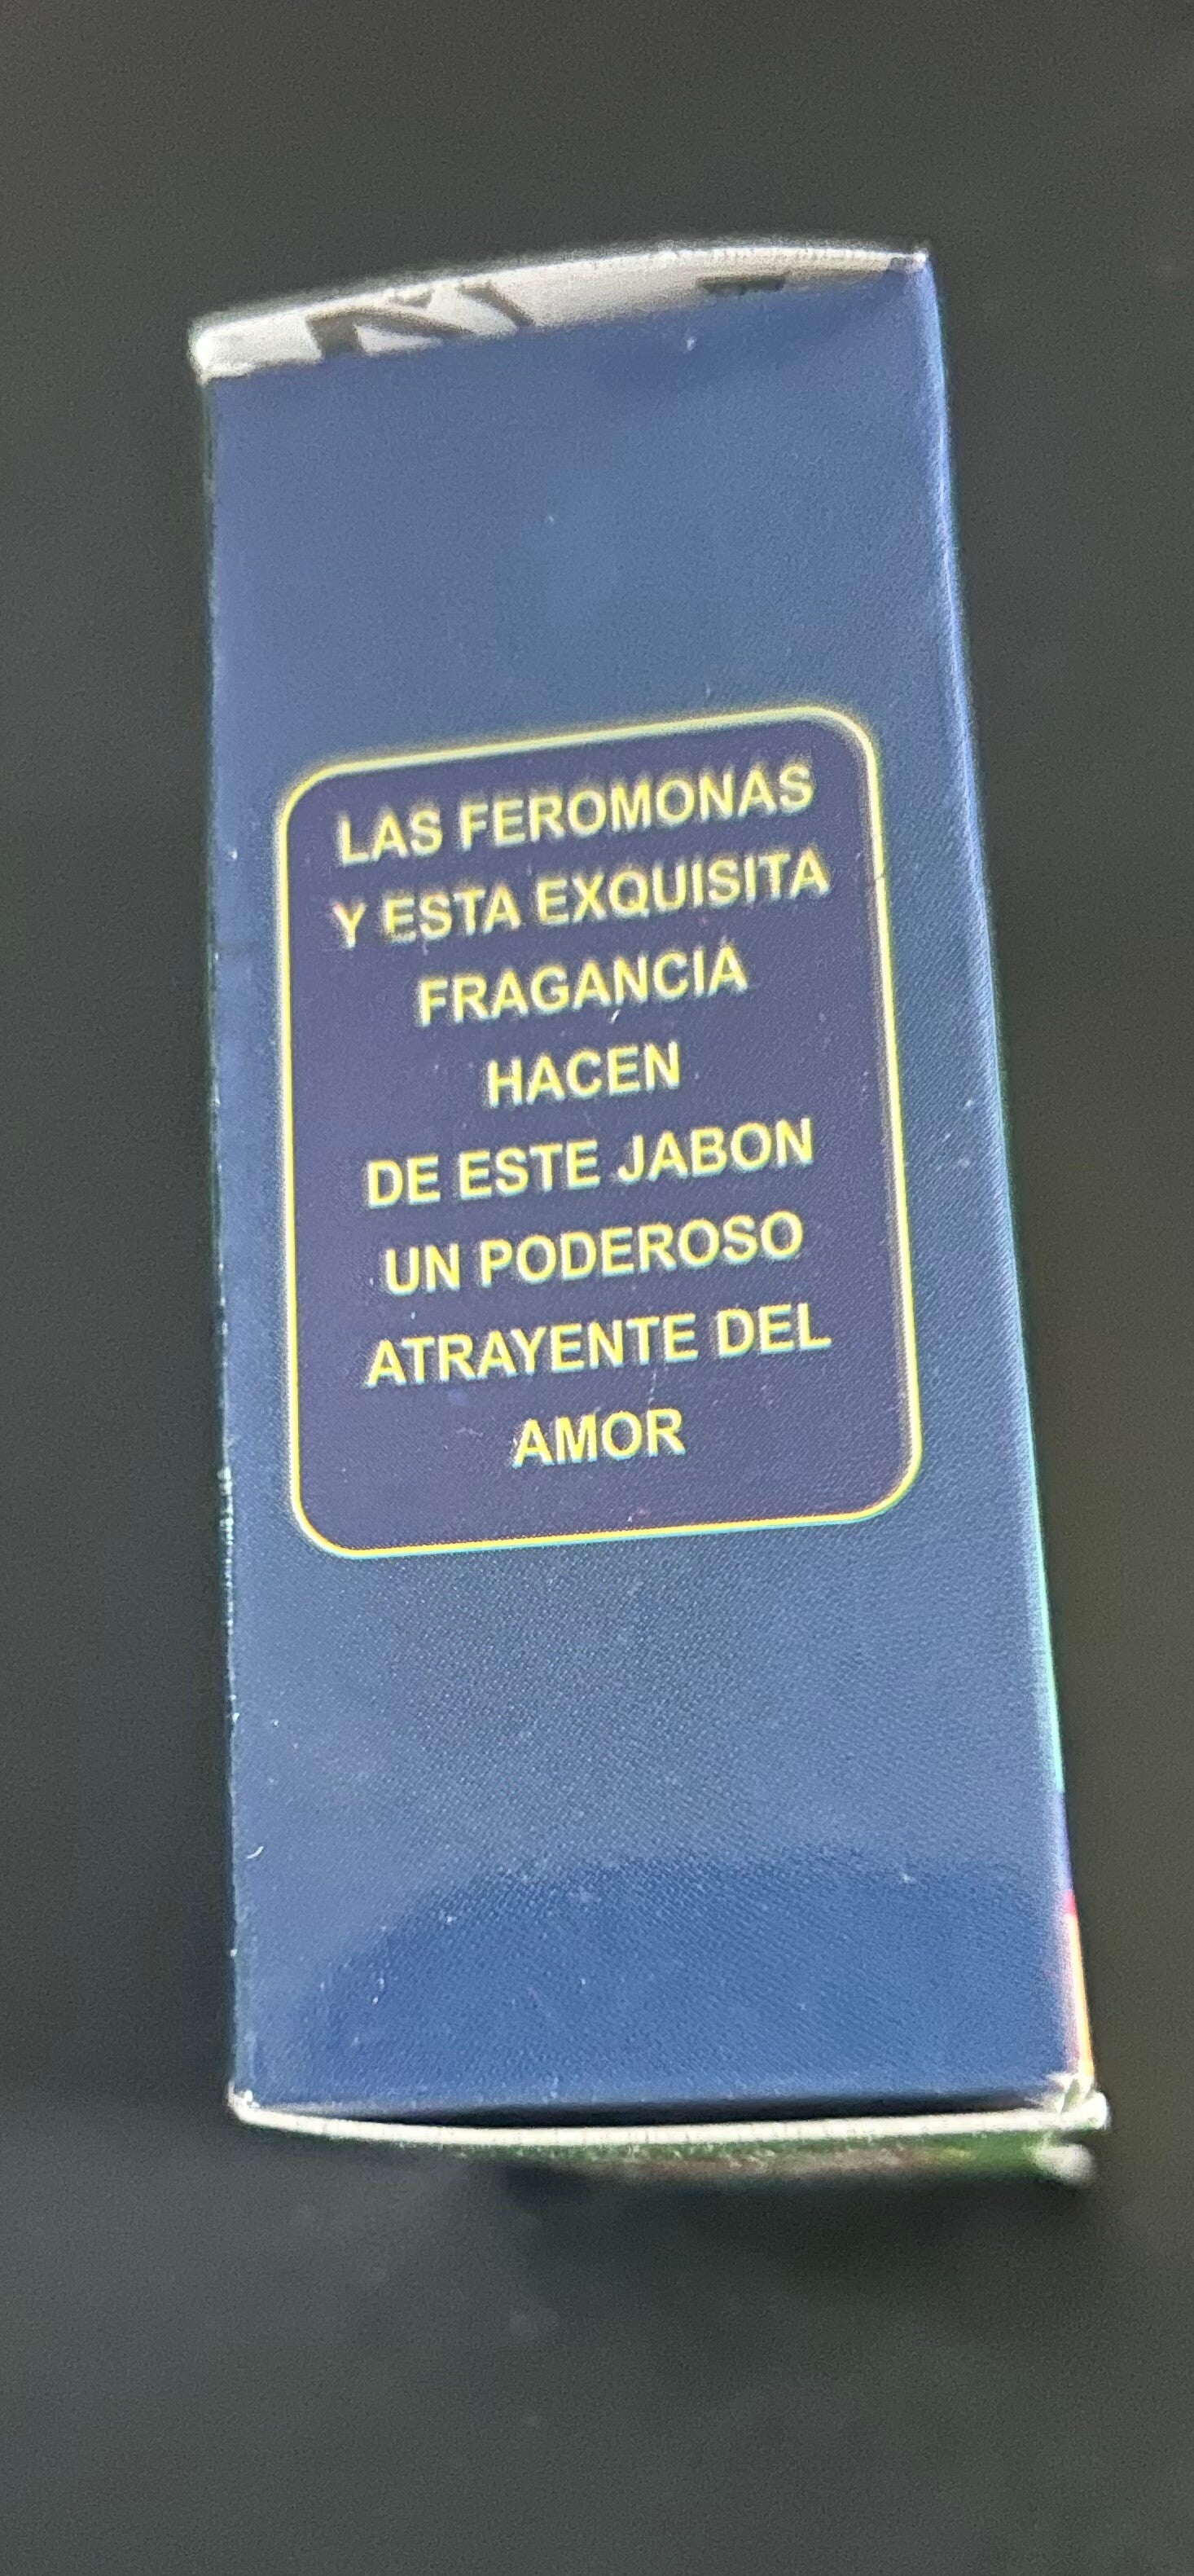 LAS FEROMONAS
Y ESTA EXQUISITA
FRAGANCIA
HACEN
DE ESTE JABON
UN PODEROSO
ATRAYENTE DEL
AMOR